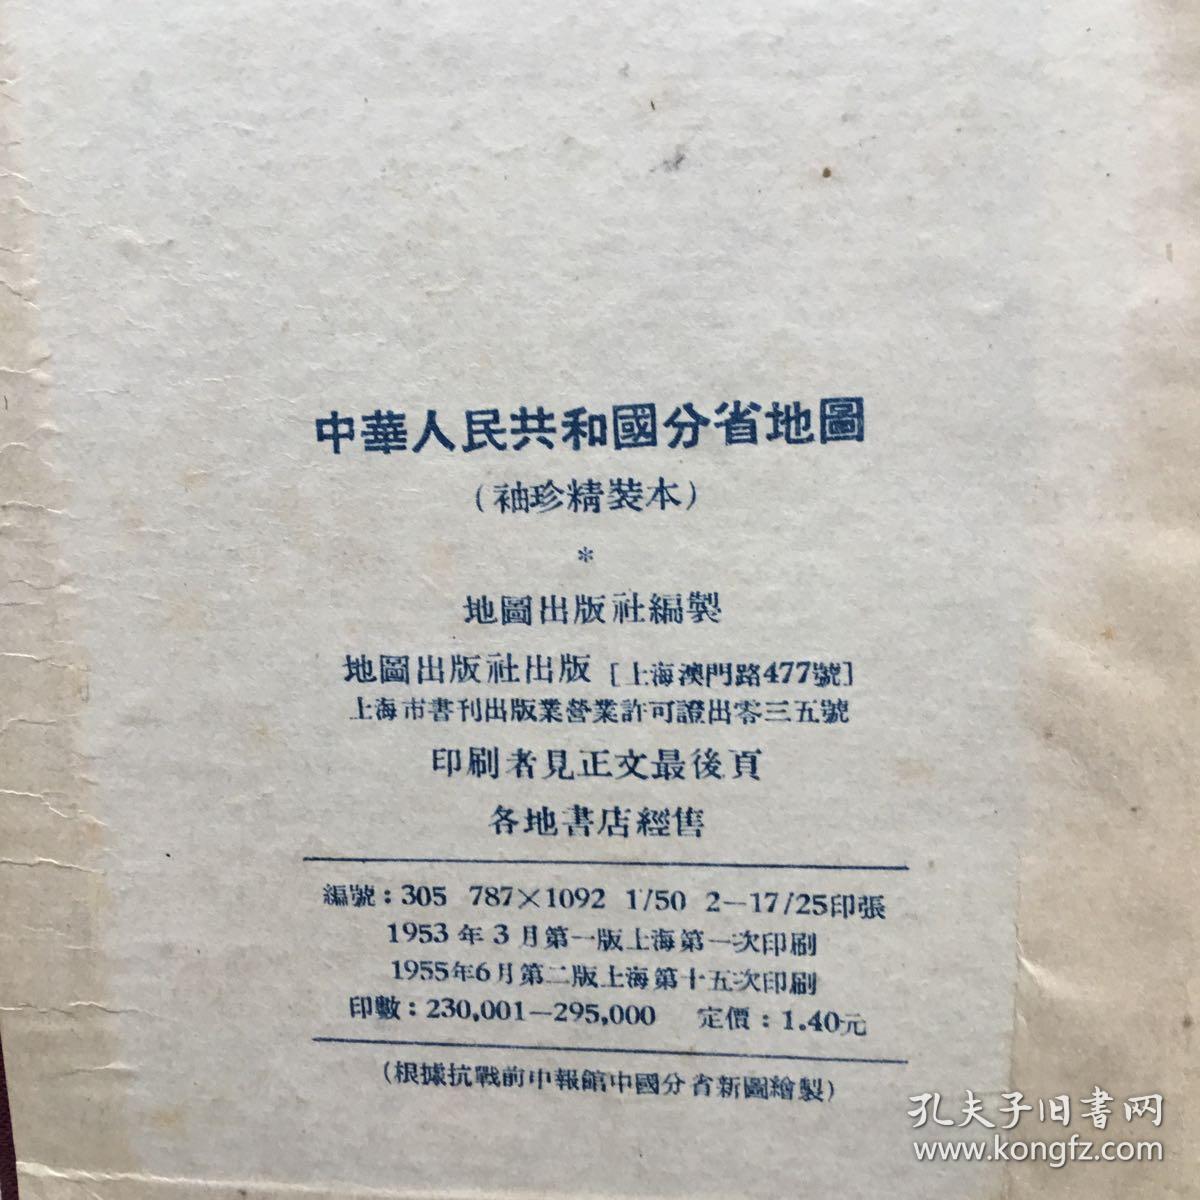 中華人民共和國分省地圖
(袖珍精裝本)
*
地圖出版社編製
地圖出版社出版 [上海澳門路477號]
上海市書刊出版業營業許可證出零三五號
印刷者見正文最後頁
各地書店經售
編號:305 787×1092 1/50 2—17/25印張
1953年3月第一版上海第一次印刷
1955年6月第二版上海第十五次印刷
印數:230,001—295,000 定價:1.40元
(根據抗戰前申報館中國分省新圖繪製)
孔夫子旧书网
www.kongfz.com